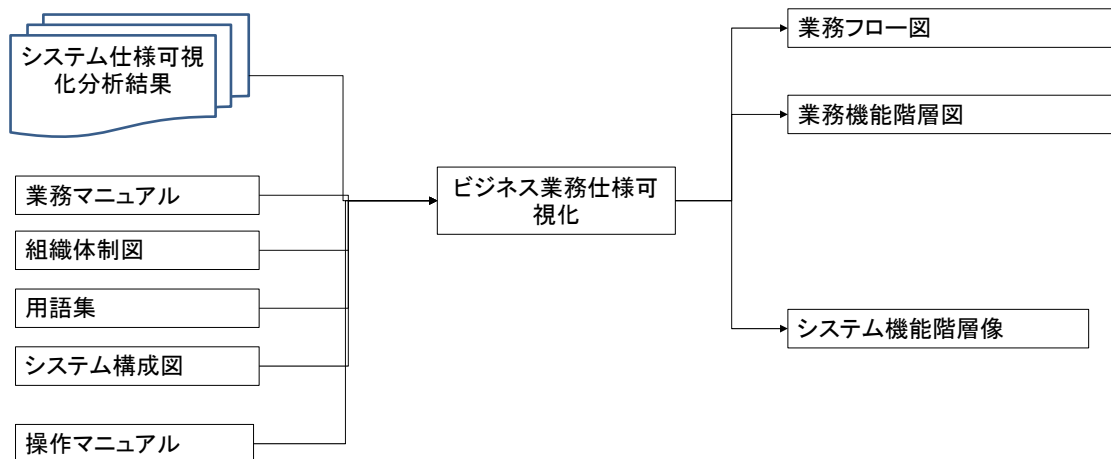 システム仕様可視
化分析結果
業務マニュアル
組織体制図
用語集
システム構成図
操作マニュアル
ビジネス業務仕様可
視化
業務フロー図
業務機能階層図
システム機能階層像